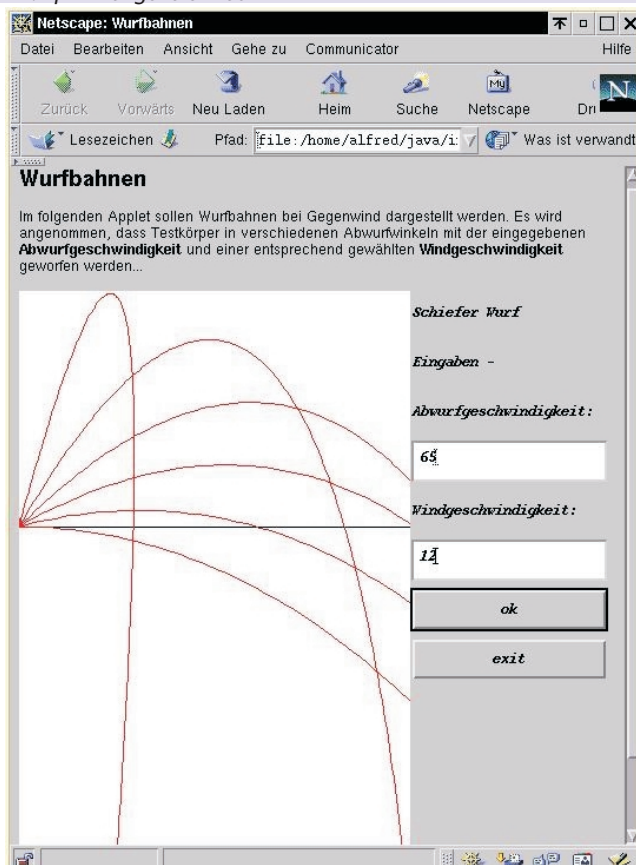 Netscape: Wurfbahnen
Datei Bearbeiten Ansicht Gehe zu Communicator Hilfe
Zurück Vorwärts Neu Laden Heim Suche Netscape
My
N
Lesezeichen Pfad: file:/home/alfred/java/i: Was ist verwandt
Wurfbahnen
Im folgenden Applet sollen Wurfbahnen bei Gegenwind dargestellt werden. Es wird
angenommen, dass Testkörper in verschiedenen Abwurfwinkeln mit der eingegebenen
Abwurfgeschwindigkeit und einer entsprechend gewählten Windgeschwindigkeit
geworfen werden...
Schiefer Wurf
Eingaben -
Abwurfgeschwindigkeit:
65
Windgeschwindigkeit:
12
ok
exit